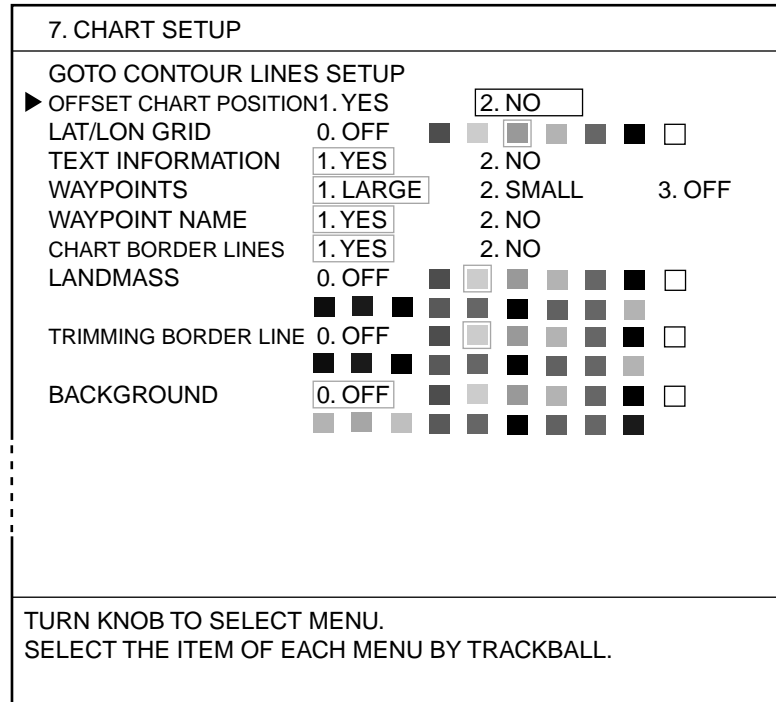 7. CHART SETUP
GOTO CONTOUR LINES SETUP
OFFSET CHART POSITION 1. YES 2. NO
LAT/LON GRID 0. OFF
TEXT INFORMATION 1. YES 2. NO
WAYPOINTS 1. LARGE 2. SMALL 3. OFF
WAYPOINT NAME 1. YES 2. NO
CHART BORDER LINES 1. YES 2. NO
LANDMASS 0. OFF
TRIMMING BORDER LINE 0. OFF
BACKGROUND 0. OFF
TURN KNOB TO SELECT MENU.
SELECT THE ITEM OF EACH MENU BY TRACKBALL.